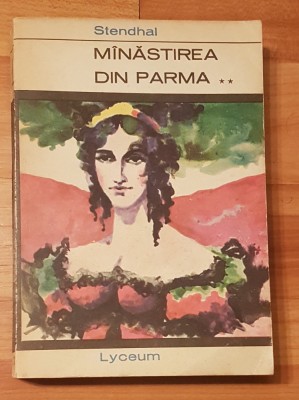 Stendhal
MÎNĂSTIREA
DIN PARMA **
Lyceum